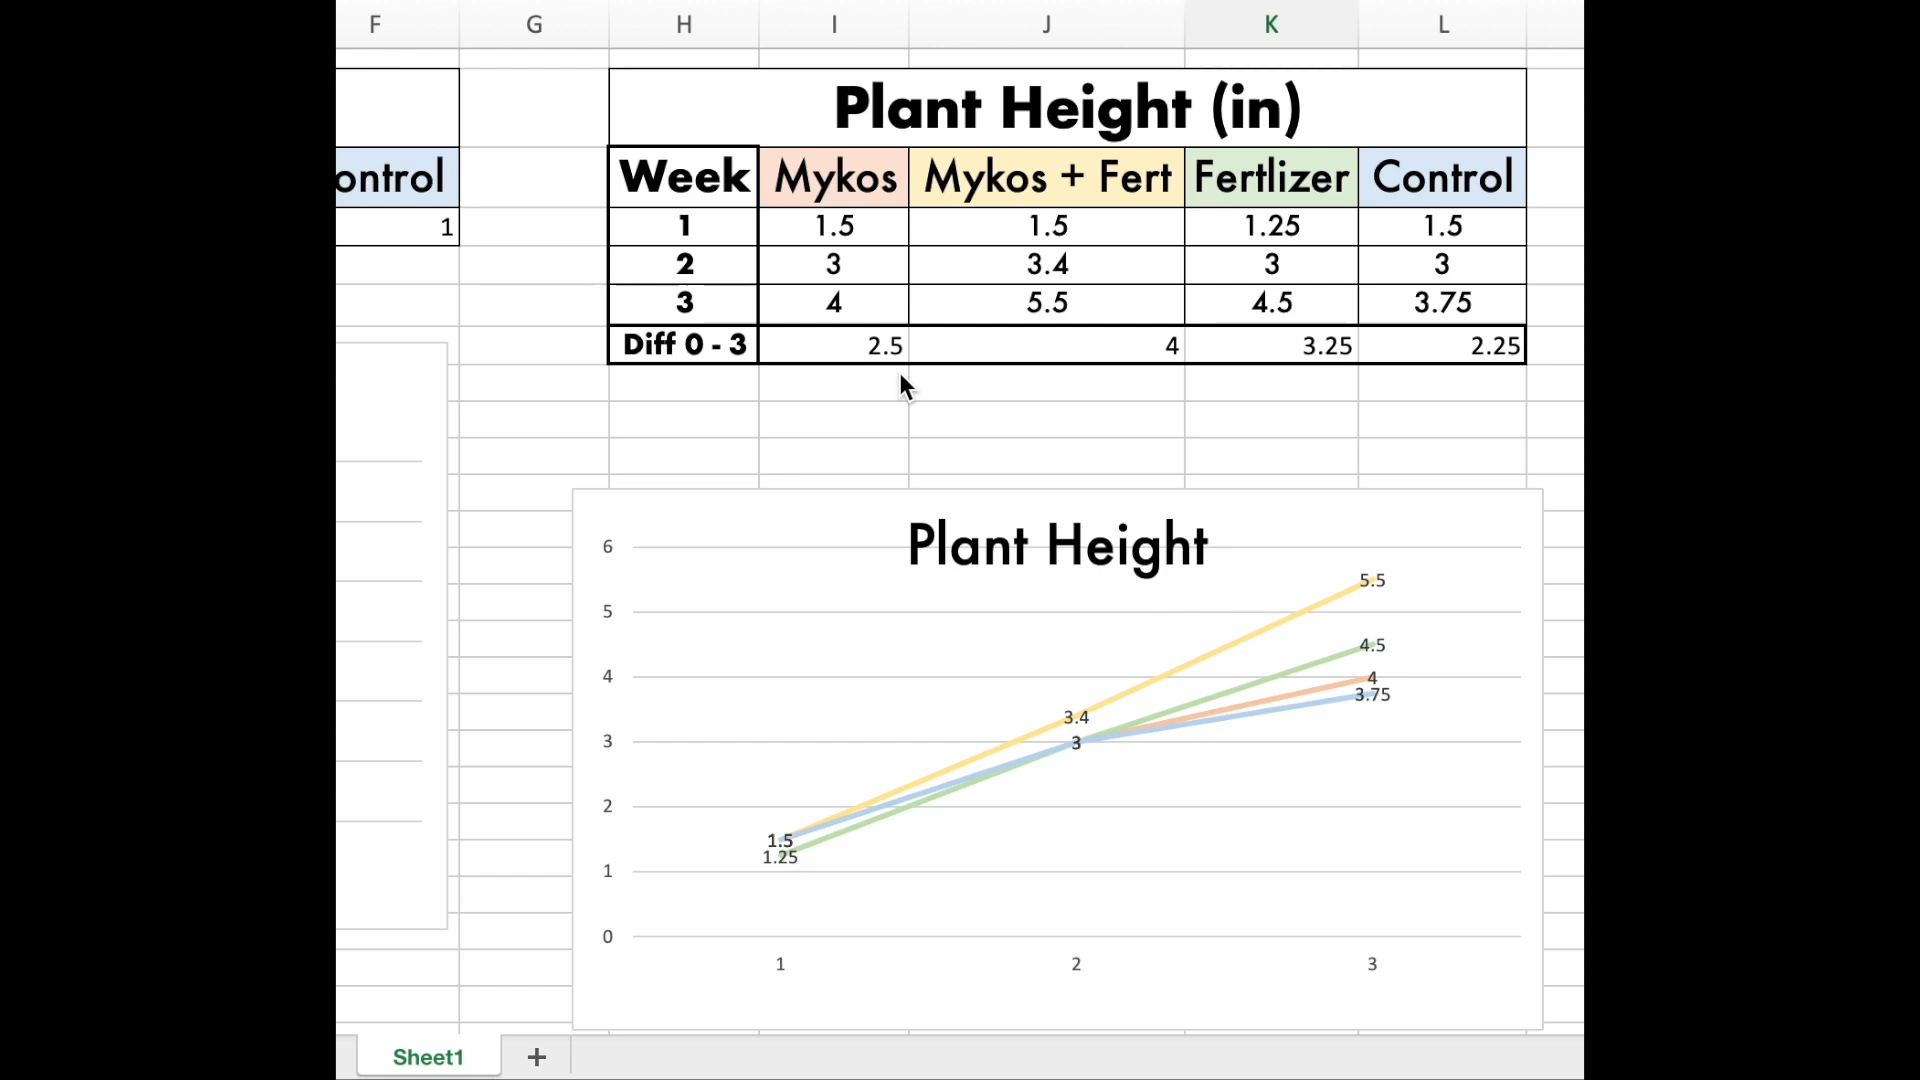 F G H I J K L
Plant Height (in)
ontrol Week Mykos Mykos + Fert Fertlizer Control
1 1 1.5 1.5 1.25 1.5
2 3 3.4 3 3
3 4 5.5 4.5 3.75
Diff 0 - 3 2.5 4 3.25 2.25
Plant Height
6
5.5
5
4.5
4 4
3.75
3.4
3 3
2
1.5
1.25
1
0
1 2 3
Sheet1 +